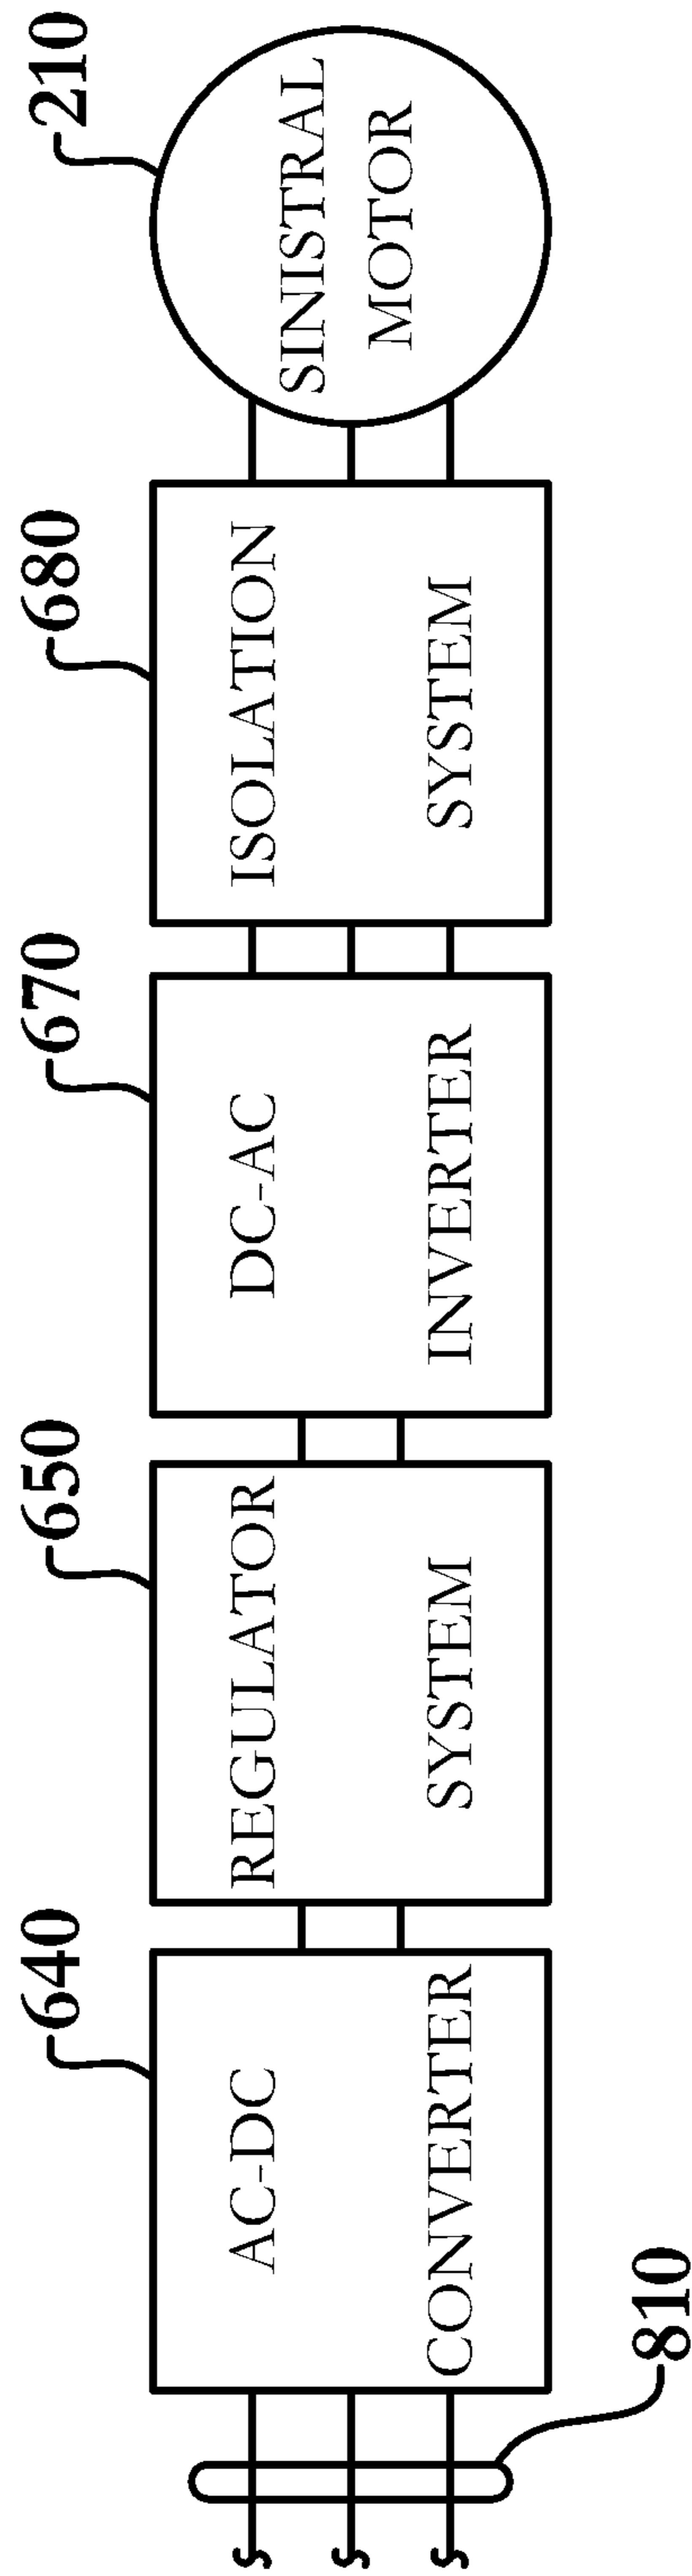 810
640
AC-DC
CONVERTER
650
REGULATOR
SYSTEM
670
DC-AC
INVERTER
680
ISOLATION
SYSTEM
210
SINISTRAL
MOTOR